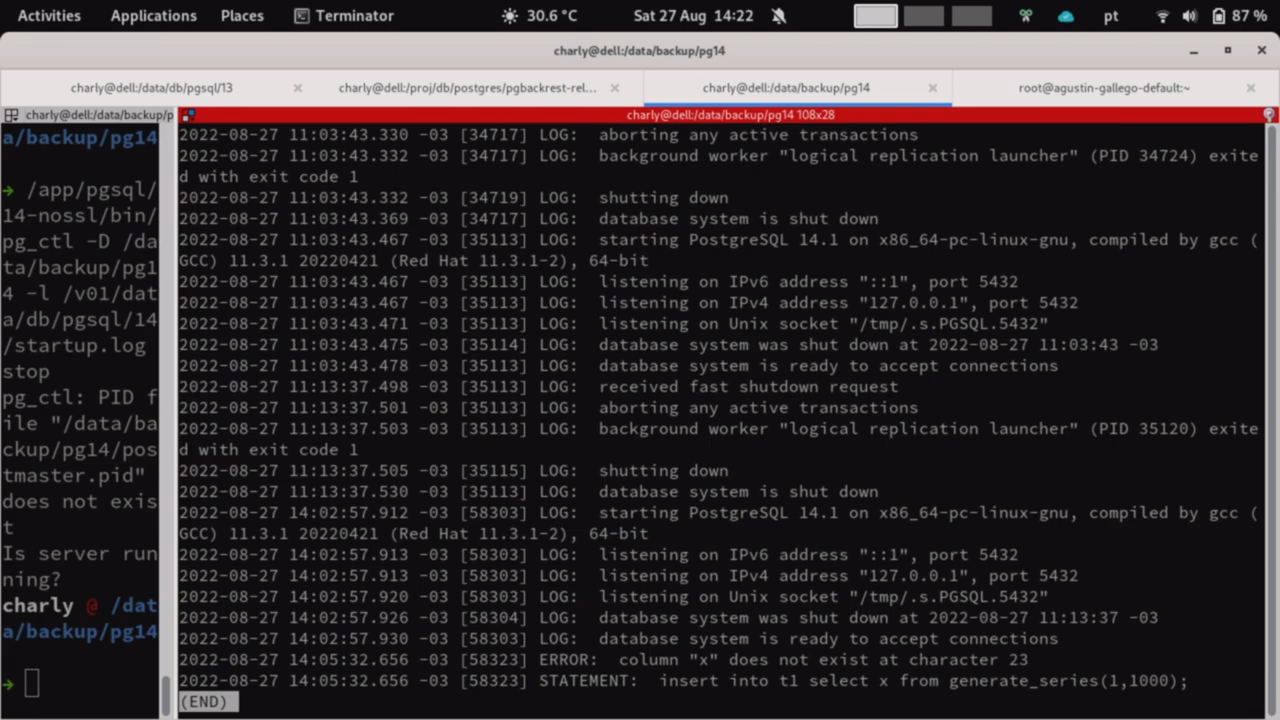 Activities Applications Places Terminator 30.6 °C Sat 27 Aug 14:22 pt 87 %
charly@dell:/data/backup/pg14
charly@dell:/data/db/pgsql/13 × charly@dell:/proj/db/postgres/pgbackrest-rel... × charly@dell:/data/backup/pg14 × root@agustin-gallego-default:~ ×
charly@dell:/data/backup/p
a/backup/pg14
➜ /app/pgsql/
14-nossl/bin/
pg_ctl -D /da
ta/backup/pg1
4 -l /v01/dat
a/db/pgsql/14
/startup.log
stop
pg_ctl: PID f
ile "/data/ba
ckup/pg14/pos
tmaster.pid"
does not exis
t
Is server run
ning?
charly @ /dat
a/backup/pg14
➜
charly@dell:/data/backup/pg14 108x28
2022-08-27 11:03:43.330 -03 [34717] LOG:  aborting any active transactions
2022-08-27 11:03:43.332 -03 [34717] LOG:  background worker "logical replication launcher" (PID 34724) exite
d with exit code 1
2022-08-27 11:03:43.332 -03 [34719] LOG:  shutting down
2022-08-27 11:03:43.369 -03 [34717] LOG:  database system is shut down
2022-08-27 11:03:43.467 -03 [35113] LOG:  starting PostgreSQL 14.1 on x86_64-pc-linux-gnu, compiled by gcc (
GCC) 11.3.1 20220421 (Red Hat 11.3.1-2), 64-bit
2022-08-27 11:03:43.467 -03 [35113] LOG:  listening on IPv6 address "::1", port 5432
2022-08-27 11:03:43.467 -03 [35113] LOG:  listening on IPv4 address "127.0.0.1", port 5432
2022-08-27 11:03:43.471 -03 [35113] LOG:  listening on Unix socket "/tmp/.s.PGSQL.5432"
2022-08-27 11:03:43.475 -03 [35114] LOG:  database system was shut down at 2022-08-27 11:03:43 -03
2022-08-27 11:03:43.478 -03 [35113] LOG:  database system is ready to accept connections
2022-08-27 11:13:37.498 -03 [35113] LOG:  received fast shutdown request
2022-08-27 11:13:37.501 -03 [35113] LOG:  aborting any active transactions
2022-08-27 11:13:37.503 -03 [35113] LOG:  background worker "logical replication launcher" (PID 35120) exite
d with exit code 1
2022-08-27 11:13:37.505 -03 [35115] LOG:  shutting down
2022-08-27 11:13:37.530 -03 [35113] LOG:  database system is shut down
2022-08-27 14:02:57.912 -03 [58303] LOG:  starting PostgreSQL 14.1 on x86_64-pc-linux-gnu, compiled by gcc (
GCC) 11.3.1 20220421 (Red Hat 11.3.1-2), 64-bit
2022-08-27 14:02:57.913 -03 [58303] LOG:  listening on IPv6 address "::1", port 5432
2022-08-27 14:02:57.913 -03 [58303] LOG:  listening on IPv4 address "127.0.0.1", port 5432
2022-08-27 14:02:57.920 -03 [58303] LOG:  listening on Unix socket "/tmp/.s.PGSQL.5432"
2022-08-27 14:02:57.926 -03 [58304] LOG:  database system was shut down at 2022-08-27 11:13:37 -03
2022-08-27 14:02:57.930 -03 [58303] LOG:  database system is ready to accept connections
2022-08-27 14:05:32.656 -03 [58323] ERROR:  column "x" does not exist at character 23
2022-08-27 14:05:32.656 -03 [58323] STATEMENT:  insert into t1 select x from generate_series(1,1000);
(END)